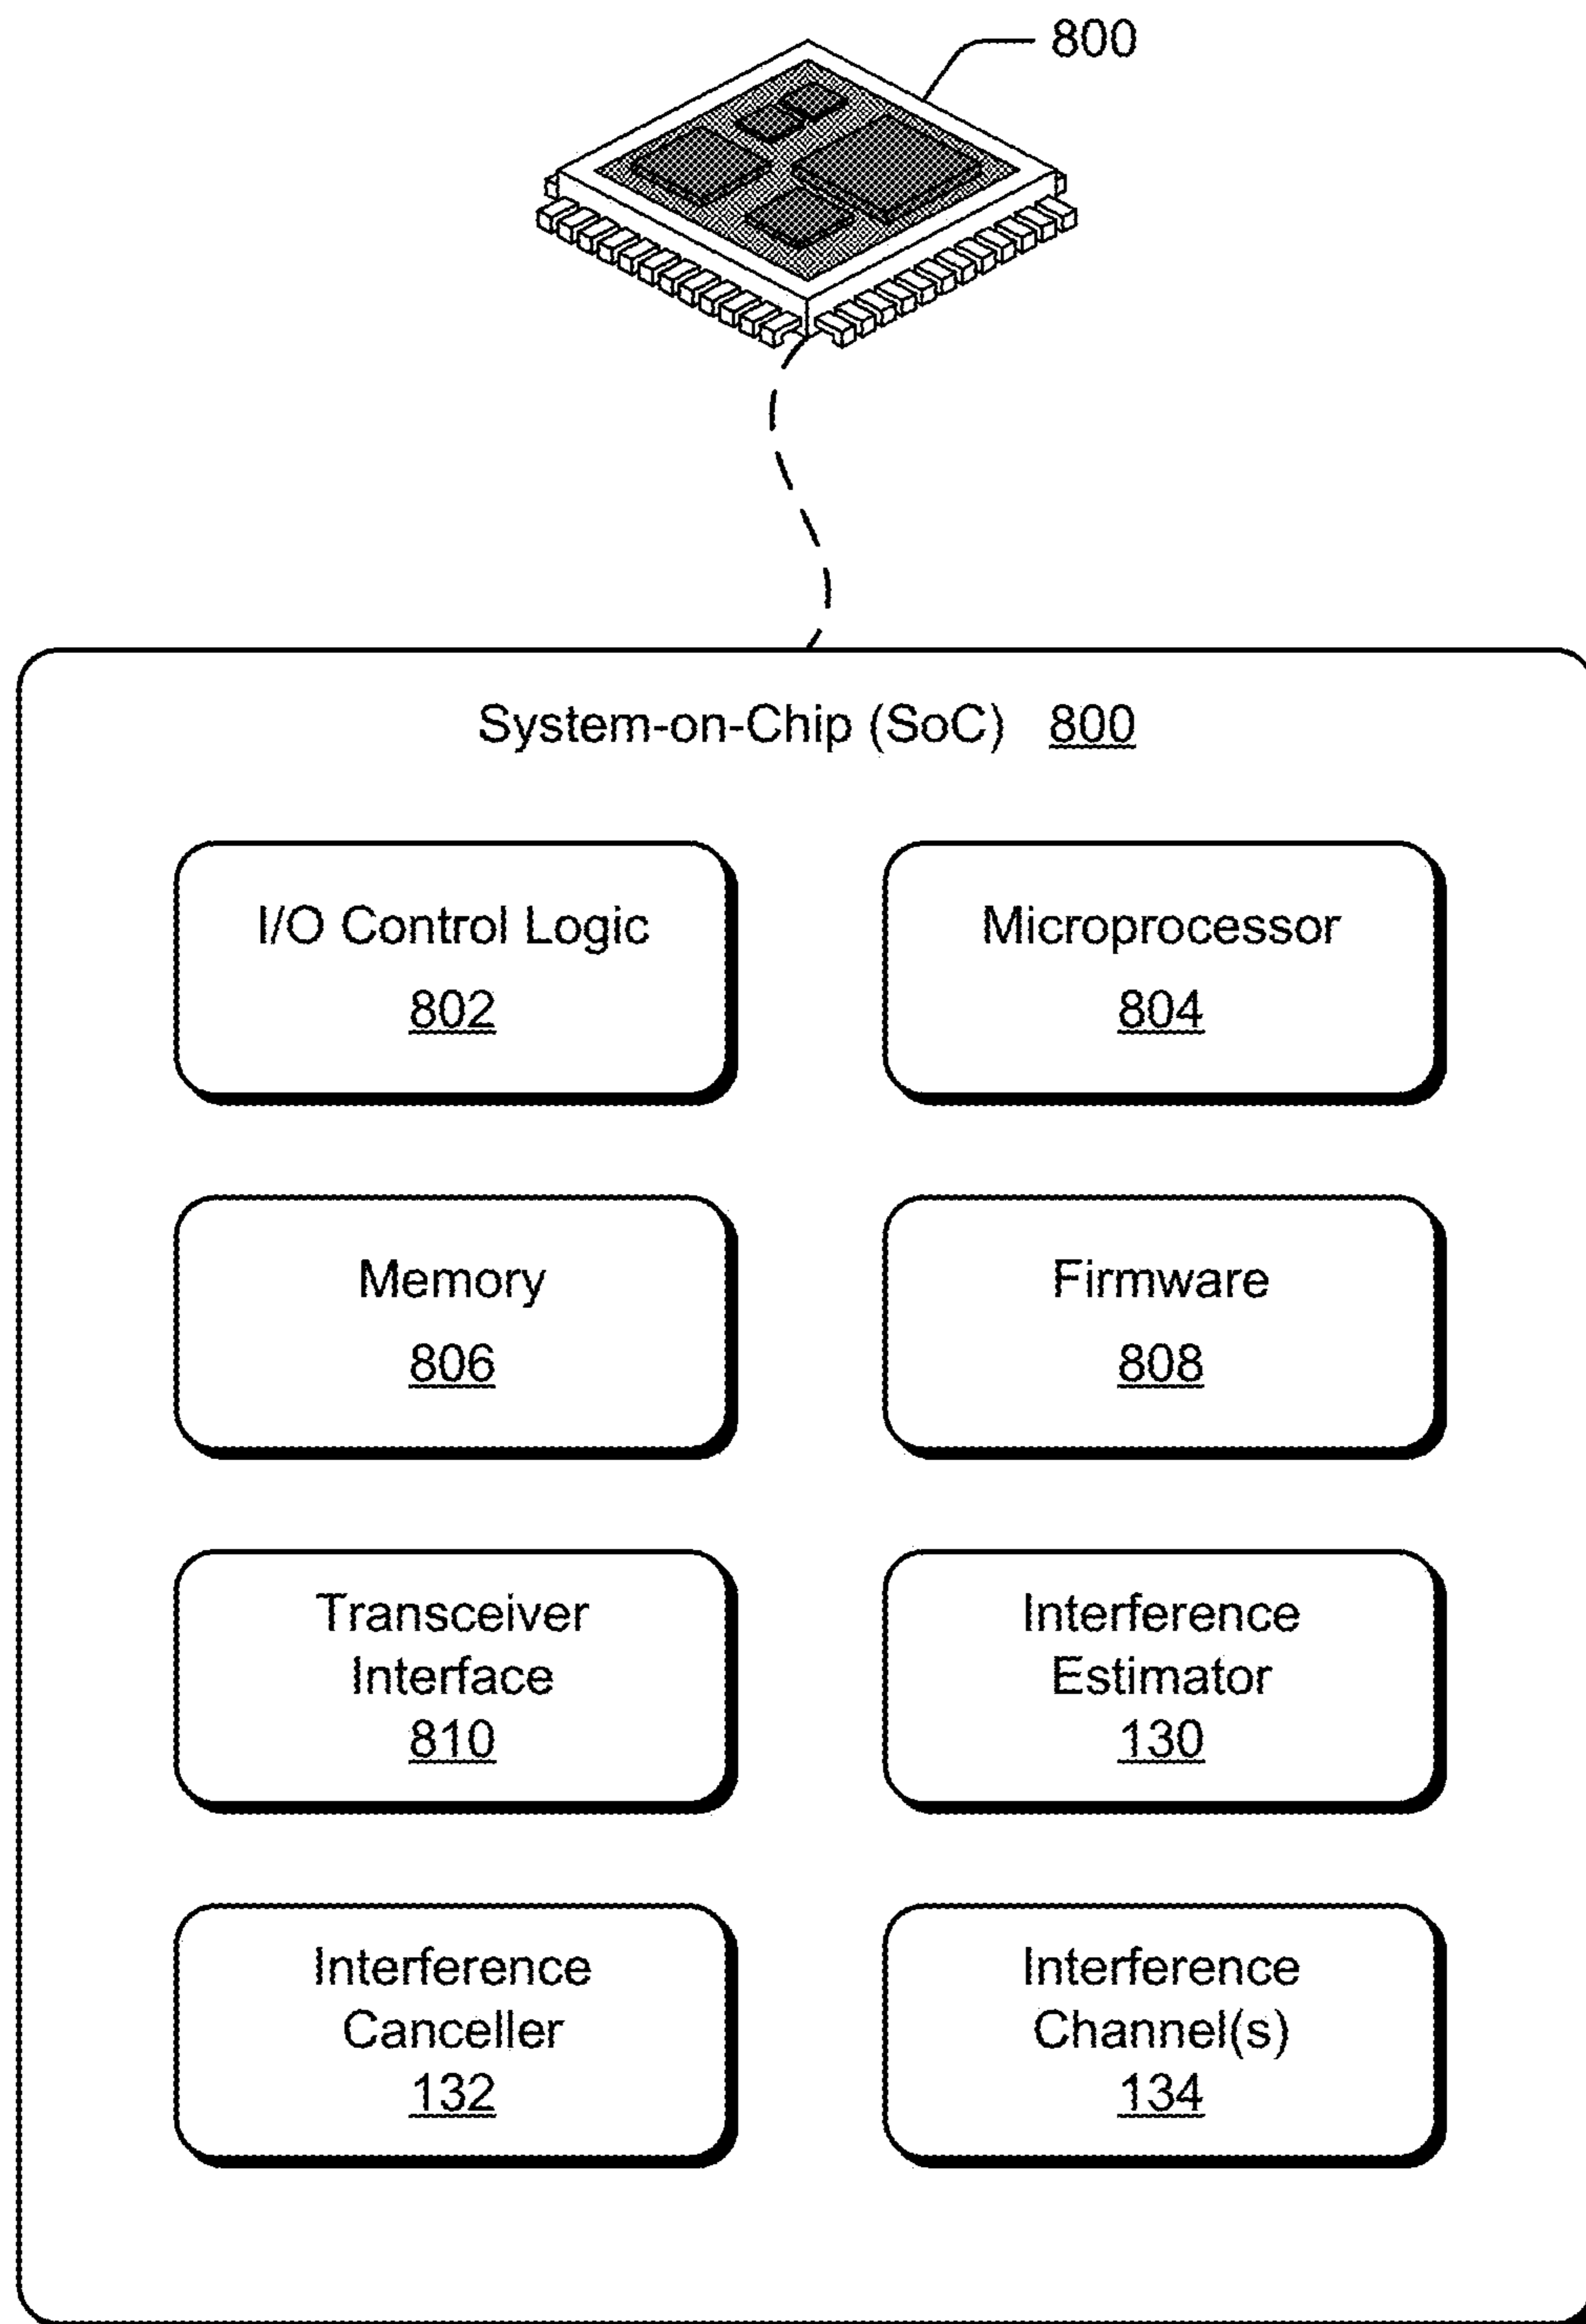 800
System-on-Chip (SoC) 800
I/O Control Logic
802
Microprocessor
804
Memory
806
Firmware
808
Transceiver
Interface
810
Interference
Estimator
130
Interference
Canceller
132
Interference
Channel(s)
134